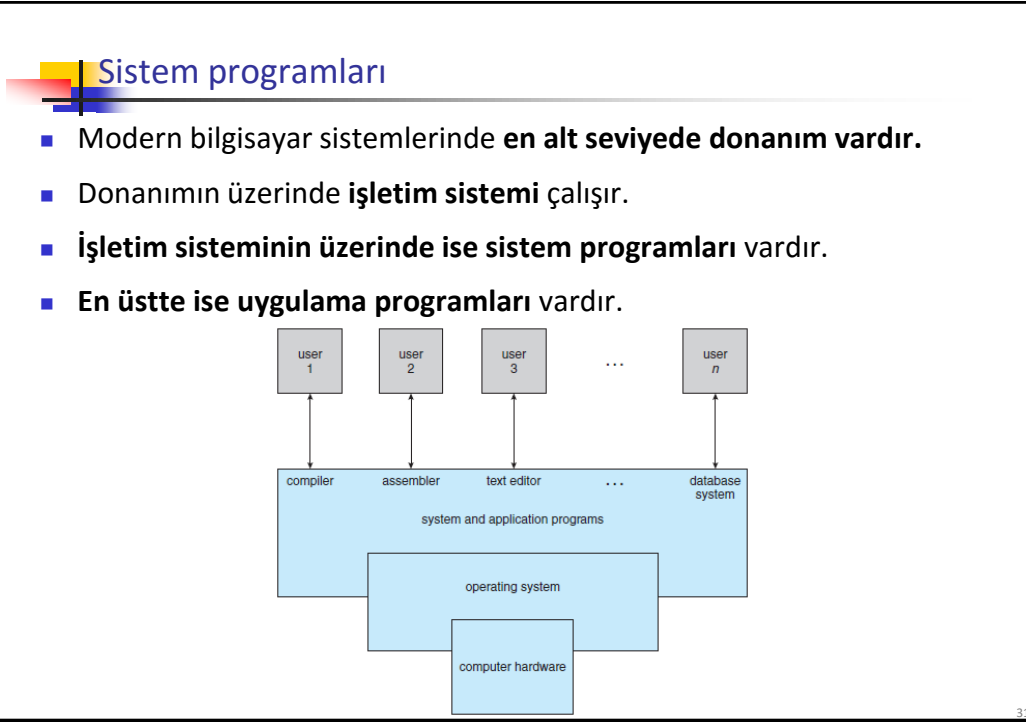 Sistem programları
Modern bilgisayar sistemlerinde en alt seviyede donanım vardır.
Donanımın üzerinde işletim sistemi çalışır.
İşletim sisteminin üzerinde ise sistem programları vardır.
En üstte ise uygulama programları vardır.
user 1
user 2
user 3
...
user n
compiler
assembler
text editor
...
database system
system and application programs
operating system
computer hardware